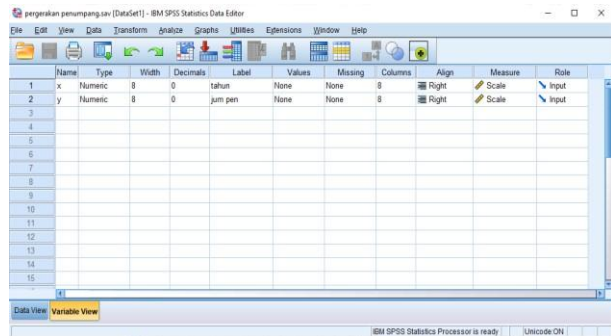 pergerakan penumpang.sav [DataSet1] - IBM SPSS Statistics Data Editor
File Edit View Data Transform Analyze Graphs Utilities Extensions Window Help
Name Type Width Decimals Label Values Missing Columns Align Measure Role
1 x Numeric 8 0 tahun None None 8 Right Scale Input
2 y Numeric 8 0 jum pen None None 8 Right Scale Input
3
4
5
6
7
8
9
10
11
12
13
14
15
Data View Variable View
IBM SPSS Statistics Processor is ready Unicode:ON